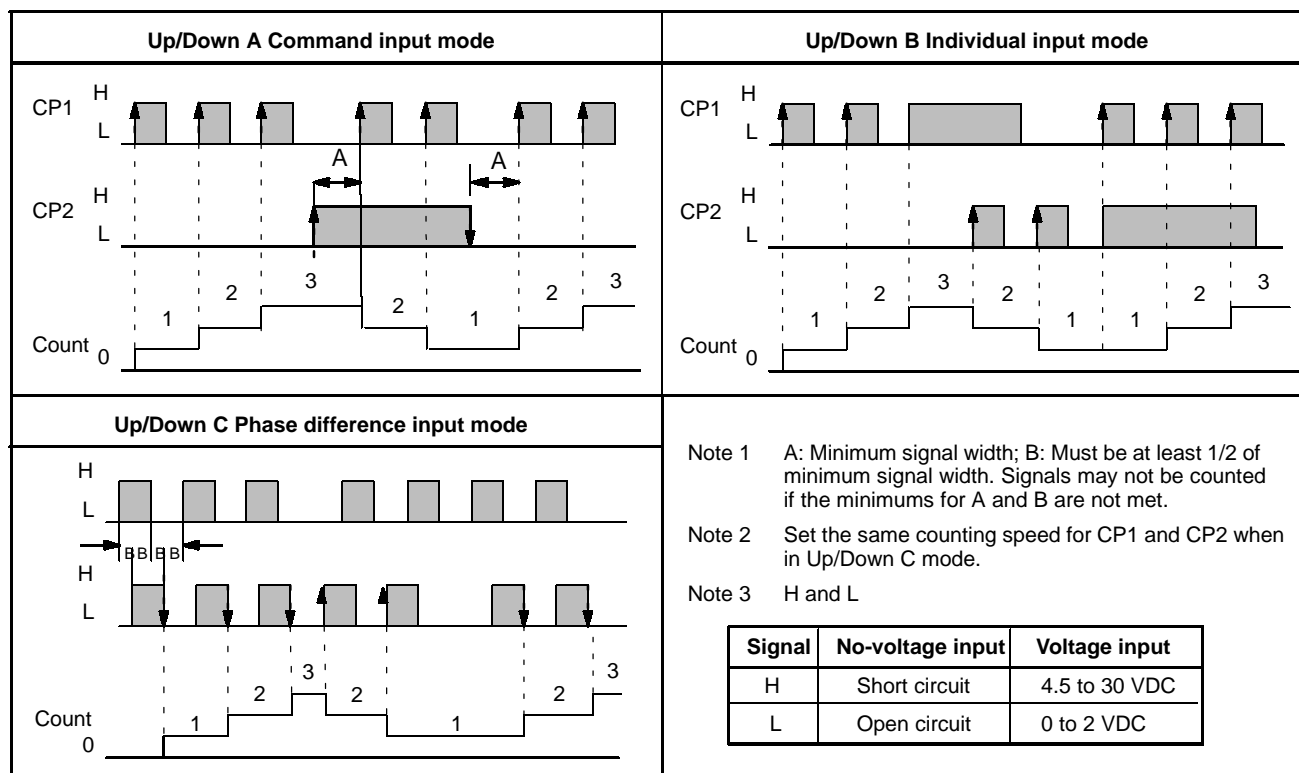 Up/Down A Command input mode
CP1 H
L
A A
CP2 H
L
1 2 3 2 1 2 3
Count 0
Up/Down B Individual input mode
CP1 H
L
CP2 H
L
1 2 3 2 1 1 2 3
Count 0
Up/Down C Phase difference input mode
H
L
B B B B
H
L
1 2 3 2 1 2 3
Count
0
Note 1 A: Minimum signal width; B: Must be at least 1/2 of
minimum signal width. Signals may not be counted
if the minimums for A and B are not met.
Note 2 Set the same counting speed for CP1 and CP2 when
in Up/Down C mode.
Note 3 H and L
Signal No-voltage input Voltage input
H Short circuit 4.5 to 30 VDC
L Open circuit 0 to 2 VDC